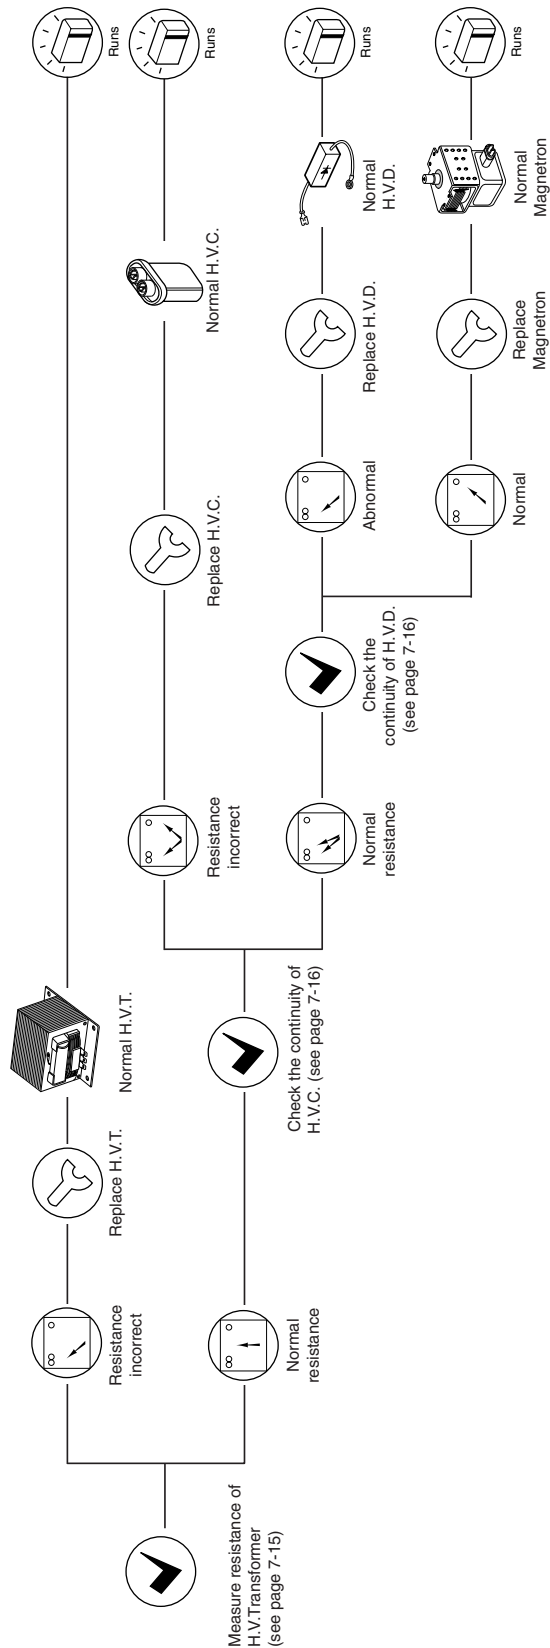 Measure resistance of
H.V.Transformer
(see page 7-15)
Resistance
incorrect
Replace H.V.T.
Normal H.V.T.
Runs
Normal
resistance
Check the continuity of
H.V.C. (see page 7-16)
Resistance
incorrect
Replace H.V.C.
Normal H.V.C.
Runs
Normal
resistance
Check the
continuity of H.V.D.
(see page 7-16)
Abnormal
Replace H.V.D.
Normal
H.V.D.
Runs
Normal
Replace
Magnetron
Normal
Magnetron
Runs